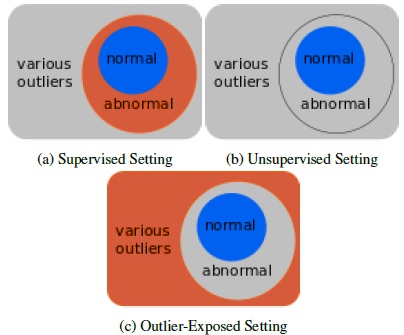 various
outliers
normal
abnormal
various
outliers
normal
abnormal
(a) Supervised Setting
(b) Unsupervised Setting
various
outliers
normal
abnormal
(c) Outlier-Exposed Setting